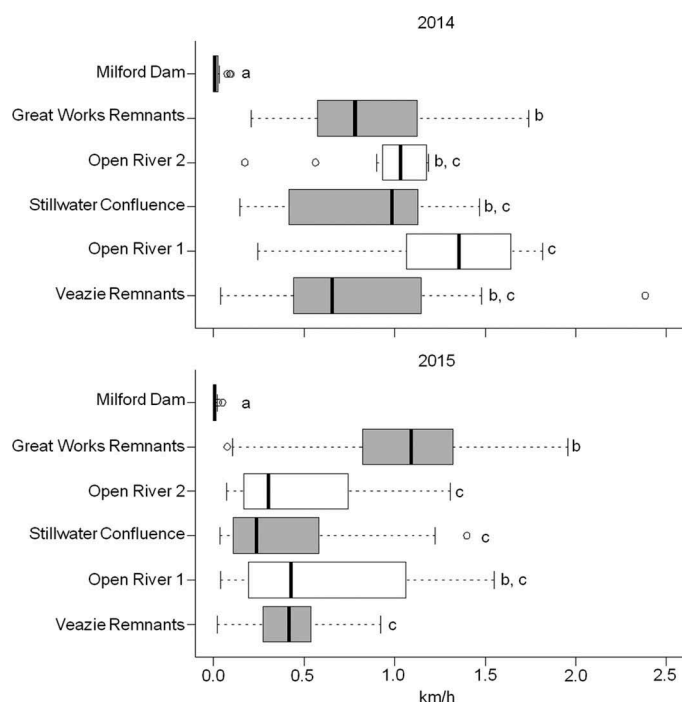 2014
Milford Dam a
Great Works Remnants b
Open River 2 b, c
Stillwater Confluence b, c
Open River 1 c
Veazie Remnants b, c
2015
Milford Dam a
Great Works Remnants b
Open River 2 c
Stillwater Confluence c
Open River 1 b, c
Veazie Remnants c
0.0 0.5 1.0 1.5 2.0 2.5
km/h